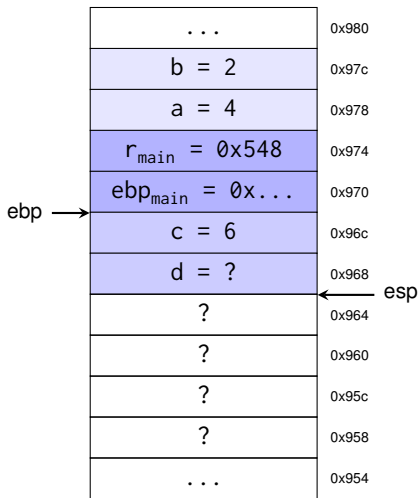 ... 0x980
b = 2 0x97c
a = 4 0x978
r_main = 0x548 0x974
ebp_main = 0x... 0x970
ebp
c = 6 0x96c
d = ? 0x968
esp
? 0x964
? 0x960
? 0x95c
? 0x958
... 0x954